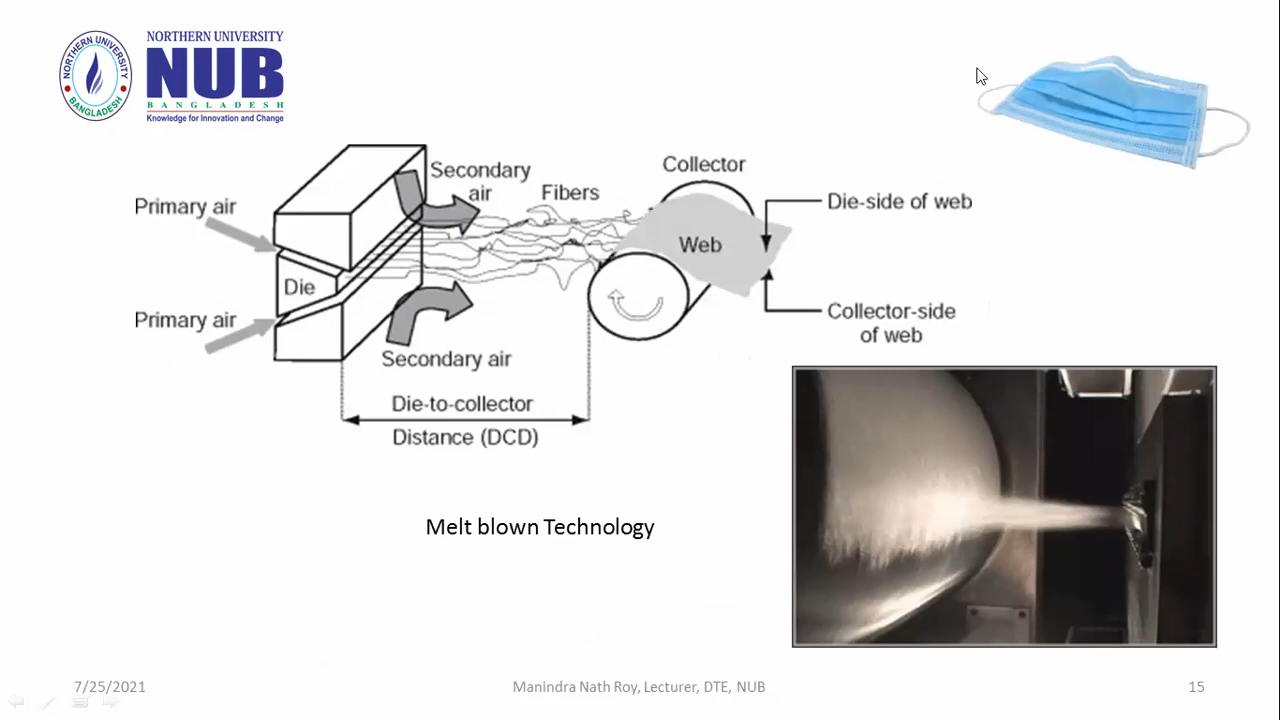 NORTHERN UNIVERSITY
BANGLADESH
NORTHERN UNIVERSITY
NUB
BANGLADESH
Knowledge for Innovation and Change
Primary air
Secondary
air
Fibers
Collector
Die-side of web
Web
Die
Primary air
Collector-side
of web
Secondary air
Die-to-collector
Distance (DCD)
Melt blown Technology
7/25/2021
Manindra Nath Roy, Lecturer, DTE, NUB
15